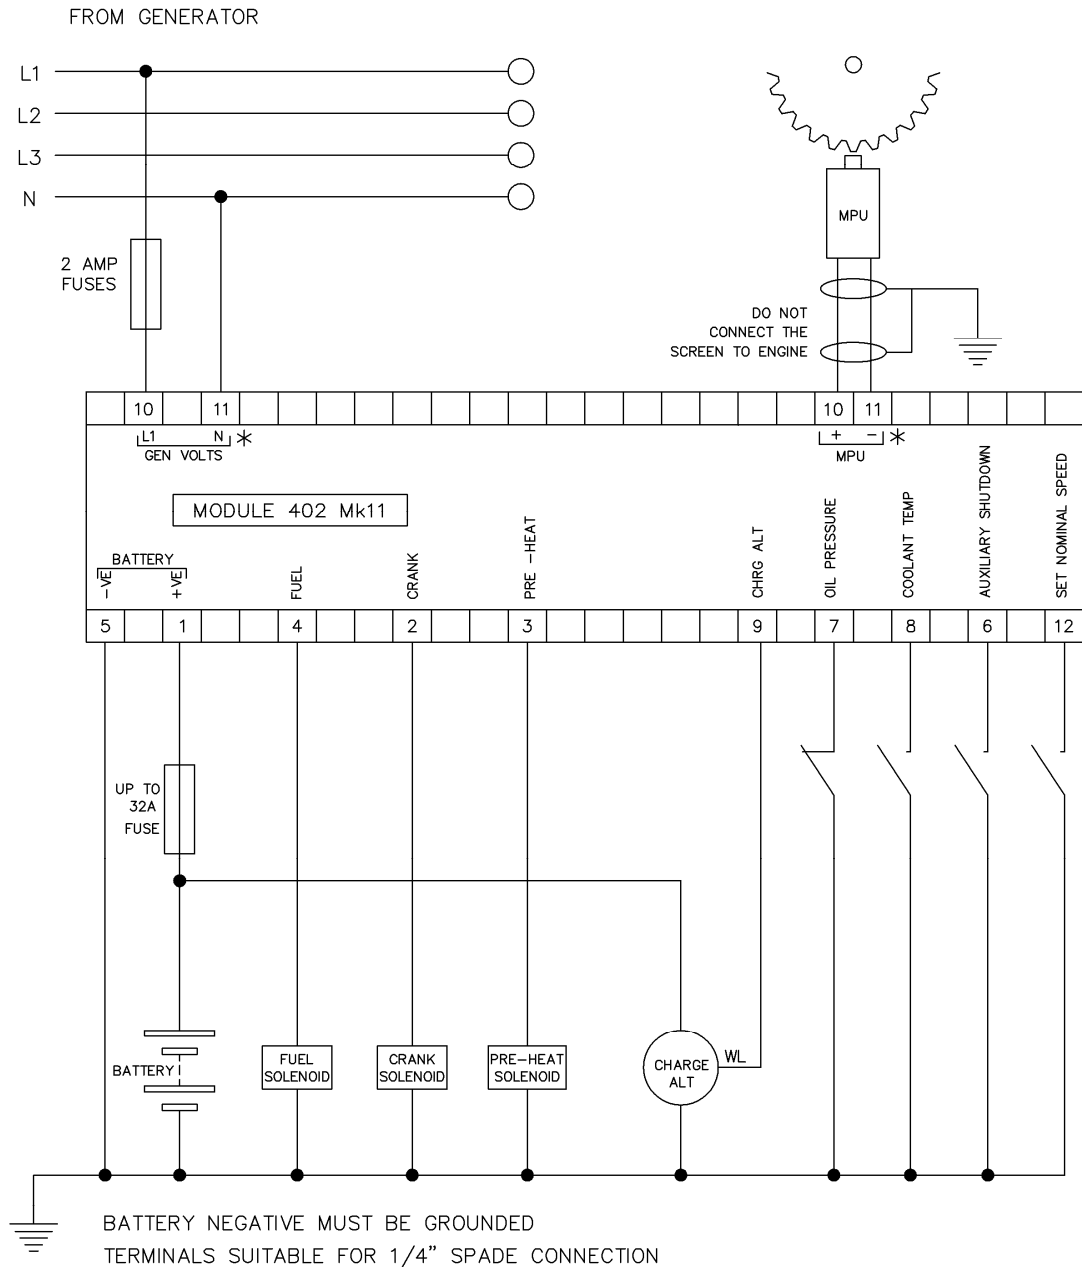 FROM GENERATOR
L1
L2
L3
N
2 AMP
FUSES
MPU
DO NOT
CONNECT THE
SCREEN TO ENGINE
10
11
10
11
L1 N *
GEN VOLTS
+ − *
MPU
MODULE 402 Mk11
BATTERY
-VE
+VE
FUEL
CRANK
PRE -HEAT
CHRG ALT
OIL PRESSURE
COOLANT TEMP
AUXILIARY SHUTDOWN
SET NOMINAL SPEED
5
1
4
2
3
9
7
8
6
12
UP TO
32A
FUSE
BATTERY
FUEL
SOLENOID
CRANK
SOLENOID
PRE-HEAT
SOLENOID
CHARGE
ALT
WL
BATTERY NEGATIVE MUST BE GROUNDED
TERMINALS SUITABLE FOR 1/4" SPADE CONNECTION